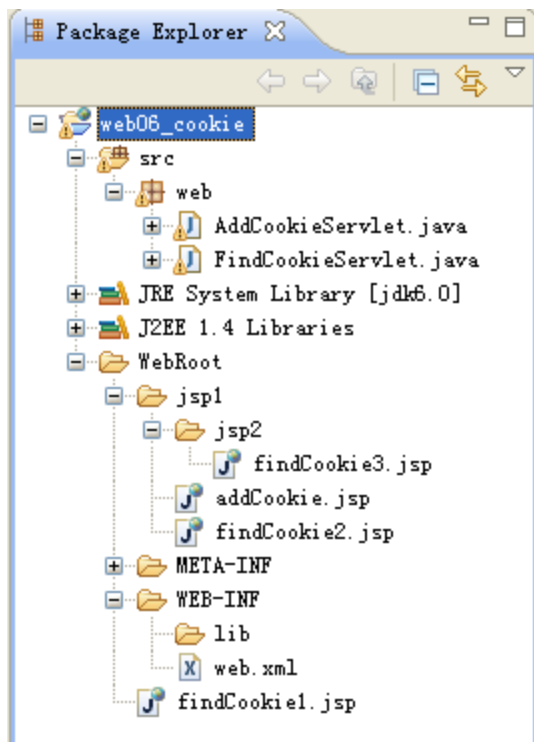 Package Explorer
web06_cookie
src
web
AddCookieServlet.java
FindCookieServlet.java
JRE System Library [jdk6.0]
J2EE 1.4 Libraries
WebRoot
jsp1
jsp2
findCookie3.jsp
addCookie.jsp
findCookie2.jsp
META-INF
WEB-INF
lib
web.xml
findCookie1.jsp